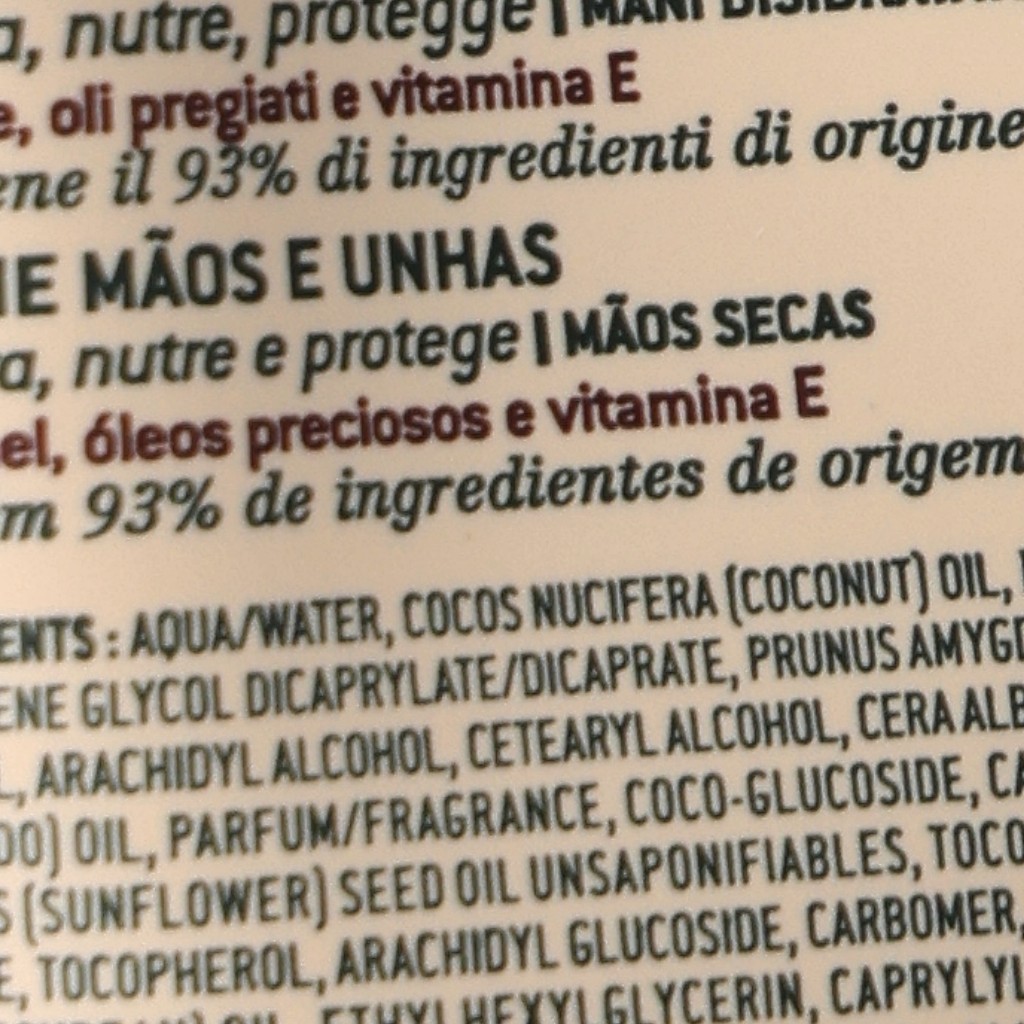 a, nutre, protegge | MANI
e, oli pregiati e vitamina E
ene il 93% di ingredienti di origine
ME MÃOS E UNHAS
a, nutre e protege | MÃOS SECAS
el, óleos preciosos e vitamina E
m 93% de ingredientes de origem
ENTS : AQUA/WATER, COCOS NUCIFERA (COCONUT) OIL,
ENE GLYCOL DICAPRYLATE/DICAPRATE, PRUNUS AMYGD
L, ARACHIDYL ALCOHOL, CETEARYL ALCOHOL, CERA ALB
DO) OIL, PARFUM/FRAGRANCE, COCO-GLUCOSIDE, CA
S (SUNFLOWER) SEED OIL UNSAPONIFIABLES, TOCO
E, TOCOPHEROL, ARACHIDYL GLUCOSIDE, CARBOMER,
OIL, ETHYLHEXYLGLYCERIN, CAPRYLYL